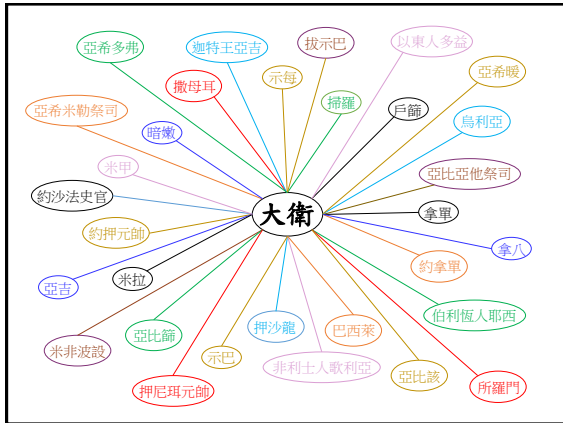 亞希多弗
迦特王亞吉
拔示巴
以東人多益
撒母耳
示每
掃羅
亞希暖
亞希米勒祭司
戶篩
烏利亞
暗嫩
米甲
亞比亞他祭司
約沙法史官
大衛
拿單
約押元帥
拿八
米拉
約拿單
亞吉
伯利恆人耶西
亞比篩
押沙龍
巴西萊
米非波設
示巴
非利士人歌利亞
亞比該
押尼珥元帥
所羅門